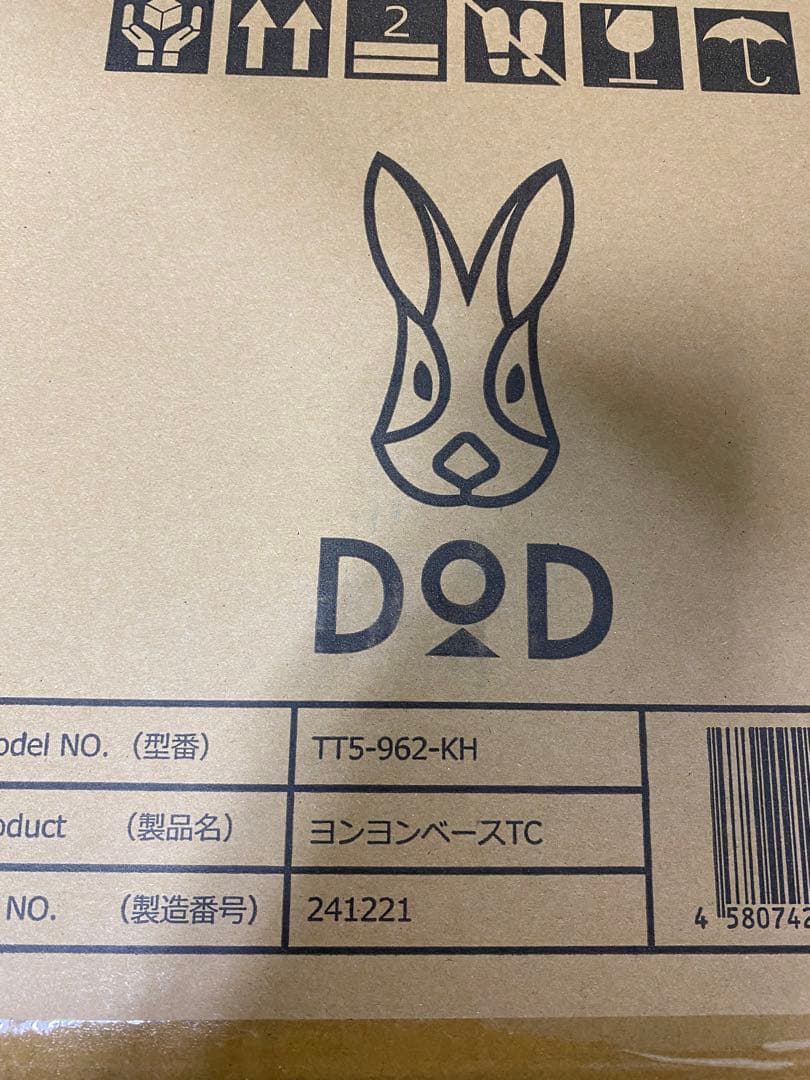 2
DOD
odel NO. （型番） TT5-962-KH
oduct （製品名） ヨンヨンベースTC
NO. （製造番号） 241221
4 580742